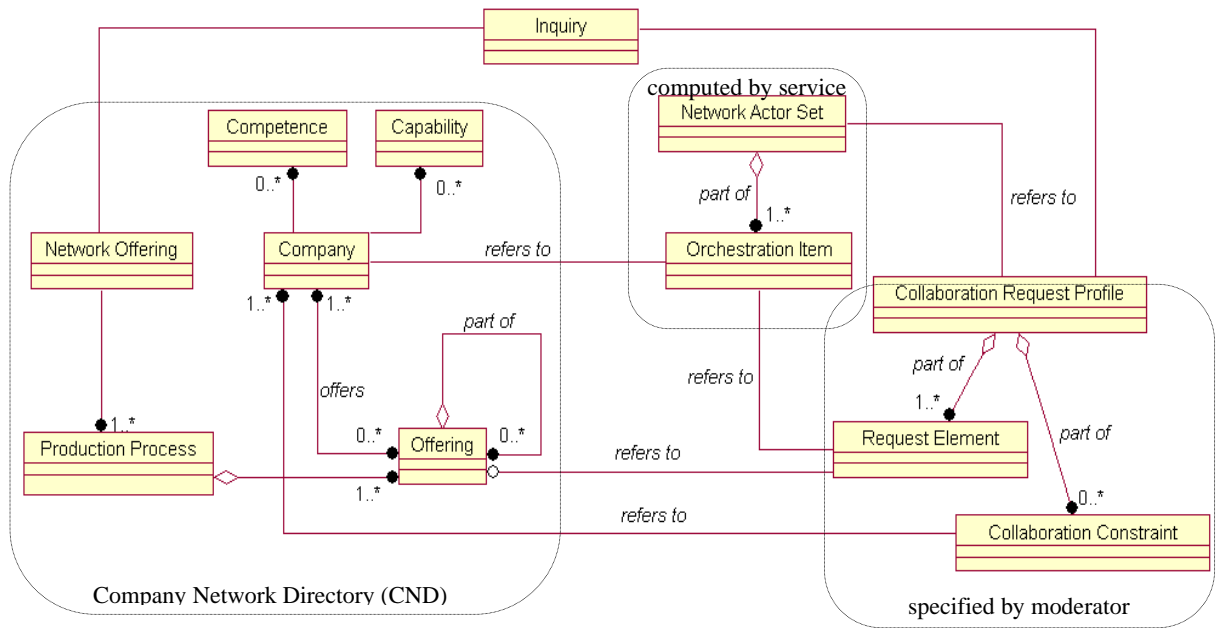 Inquiry
computed by service
Network Actor Set
Competence
Capability
0..*
0..*
part of
1..*
refers to
Network Offering
Company
refers to
Orchestration Item
Collaboration Request Profile
1..*
1..*
part of
offers
refers to
part of
1..*
1..*
0..*
0..*
Production Process
Offering
Request Element
refers to
part of
1..*
0..*
refers to
Collaboration Constraint
Company Network Directory (CND)
specified by moderator